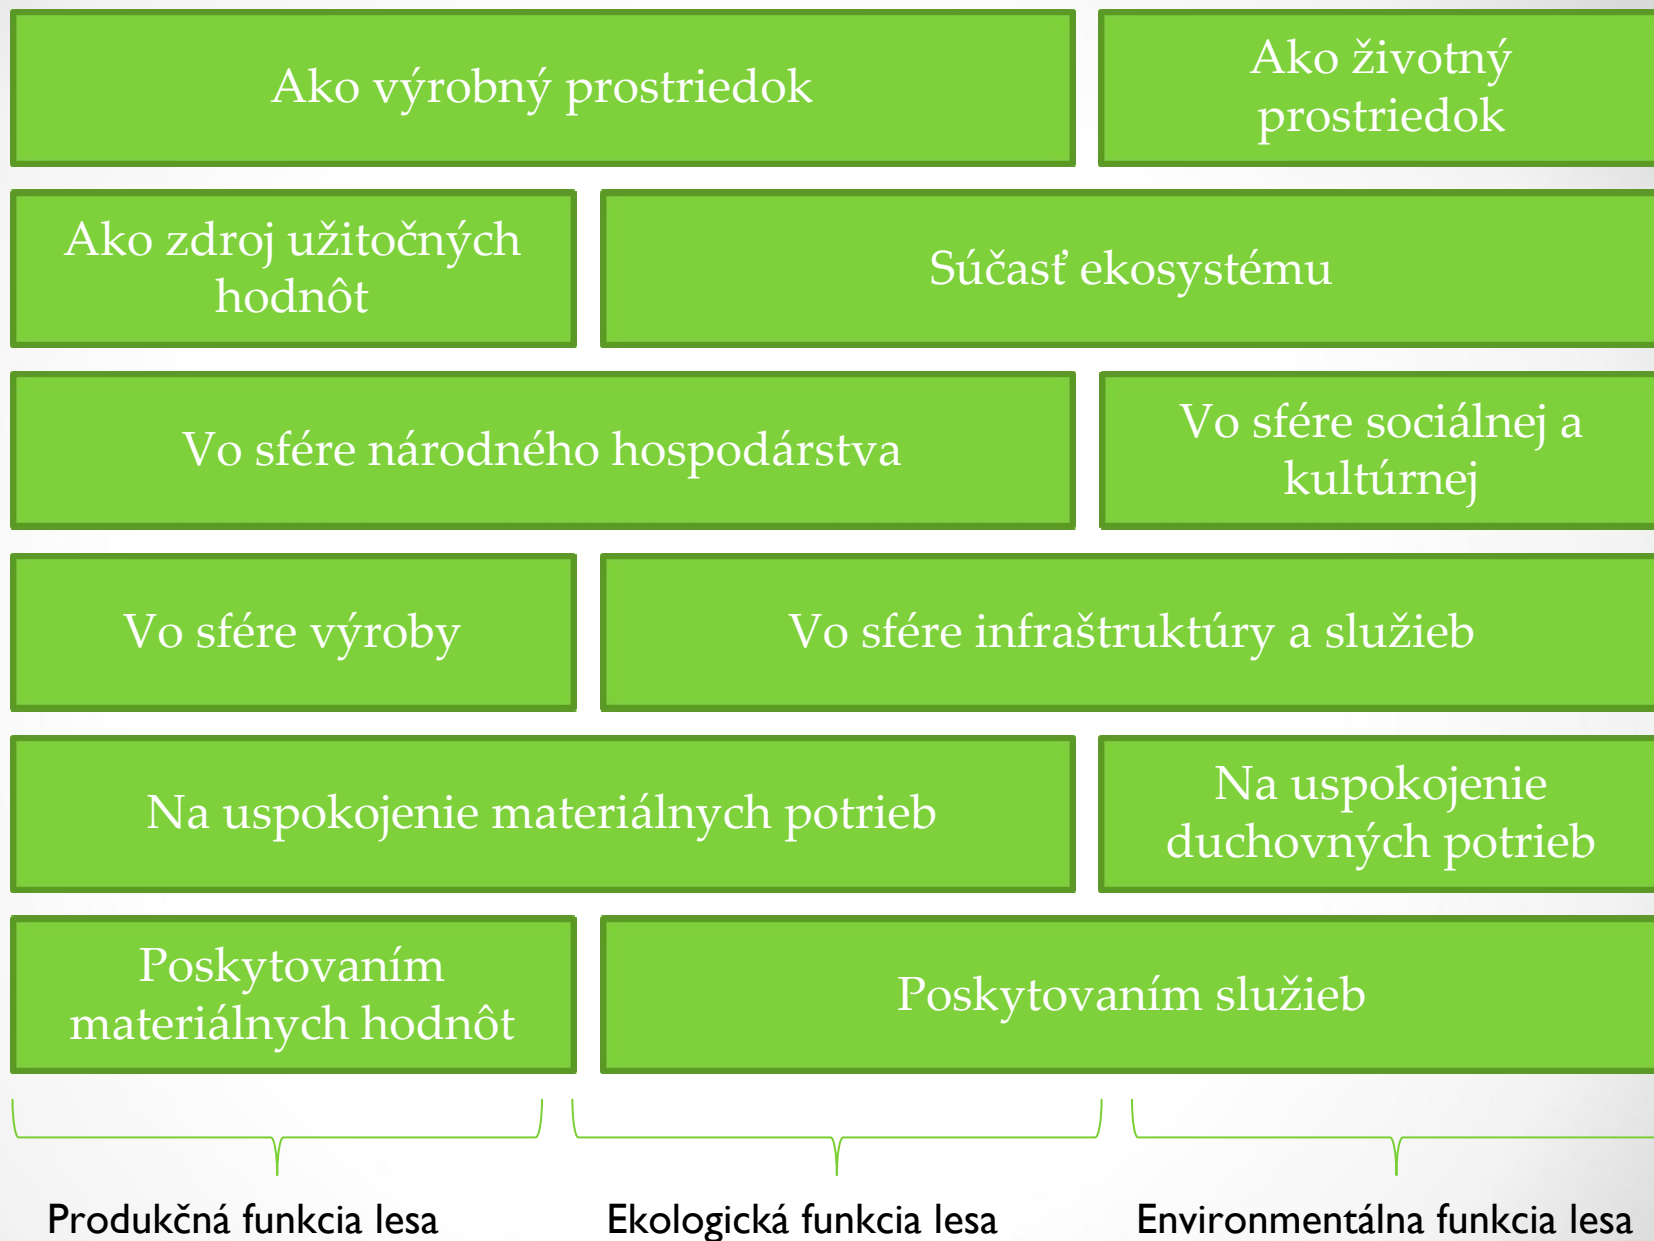 Ako výrobný prostriedok
Ako životný
prostriedok
Ako zdroj užitočných
hodnôt
Súčasť ekosystému
Vo sfére národného hospodárstva
Vo sfére sociálnej a
kultúrnej
Vo sfére výroby
Vo sfére infraštruktúry a služieb
Na uspokojenie materiálnych potrieb
Na uspokojenie
duchovných potrieb
Poskytovaním
materiálnych hodnôt
Poskytovaním služieb
Produkčná funkcia lesa
Ekologická funkcia lesa
Environmentálna funkcia lesa